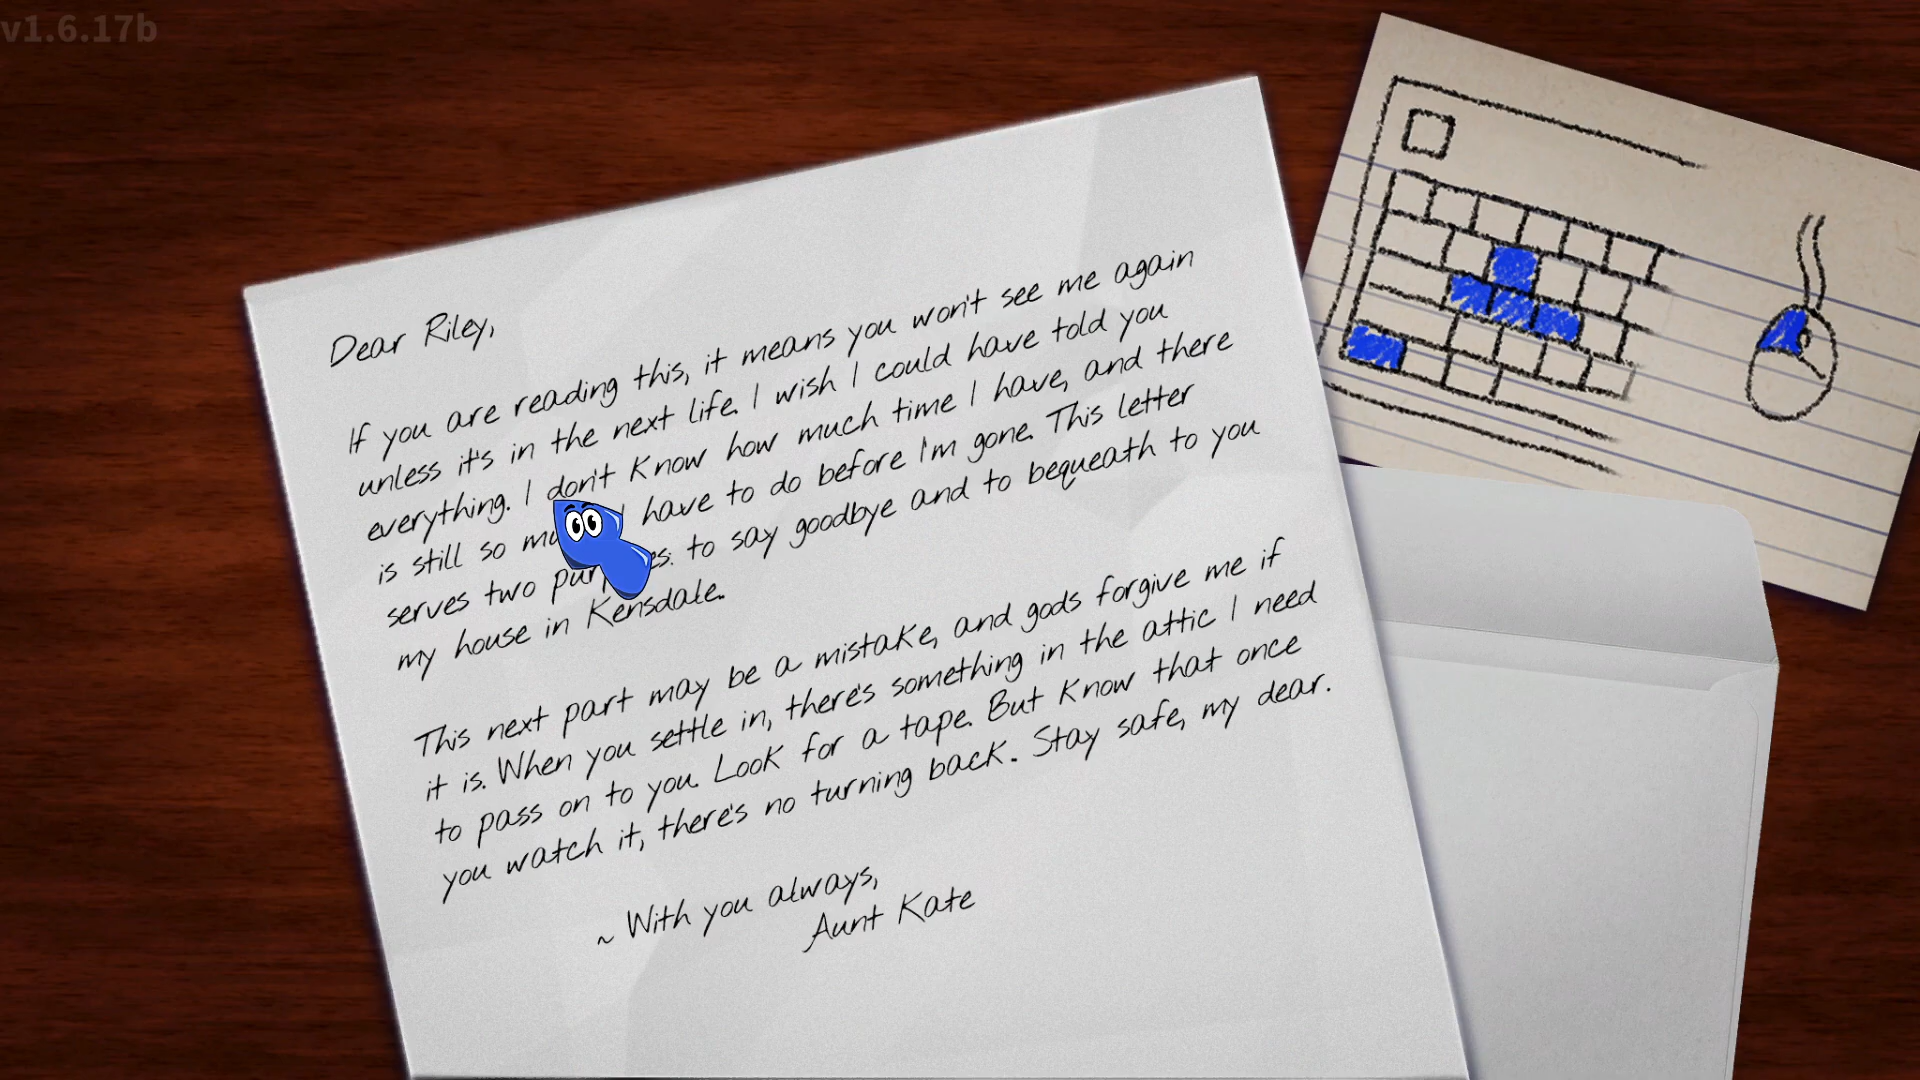 v1.6.17b
Dear Riley,
If you are reading this, it means you won't see me again
unless it's in the next life. I wish I could have told you
everything. I don't know how much time I have, and there
is still so I have to do before I'm gone. This letter
serves two to say goodbye and to bequeath to you
my house in Kensdale.
This next part may be a mistake, and gods forgive me if
it is. When you settle in, there's something in the attic I need
to pass on to you. Look for a tape. But know that once
you watch it, there's no turning back. Stay safe, my dear.
~ With you always,
Aunt Kate